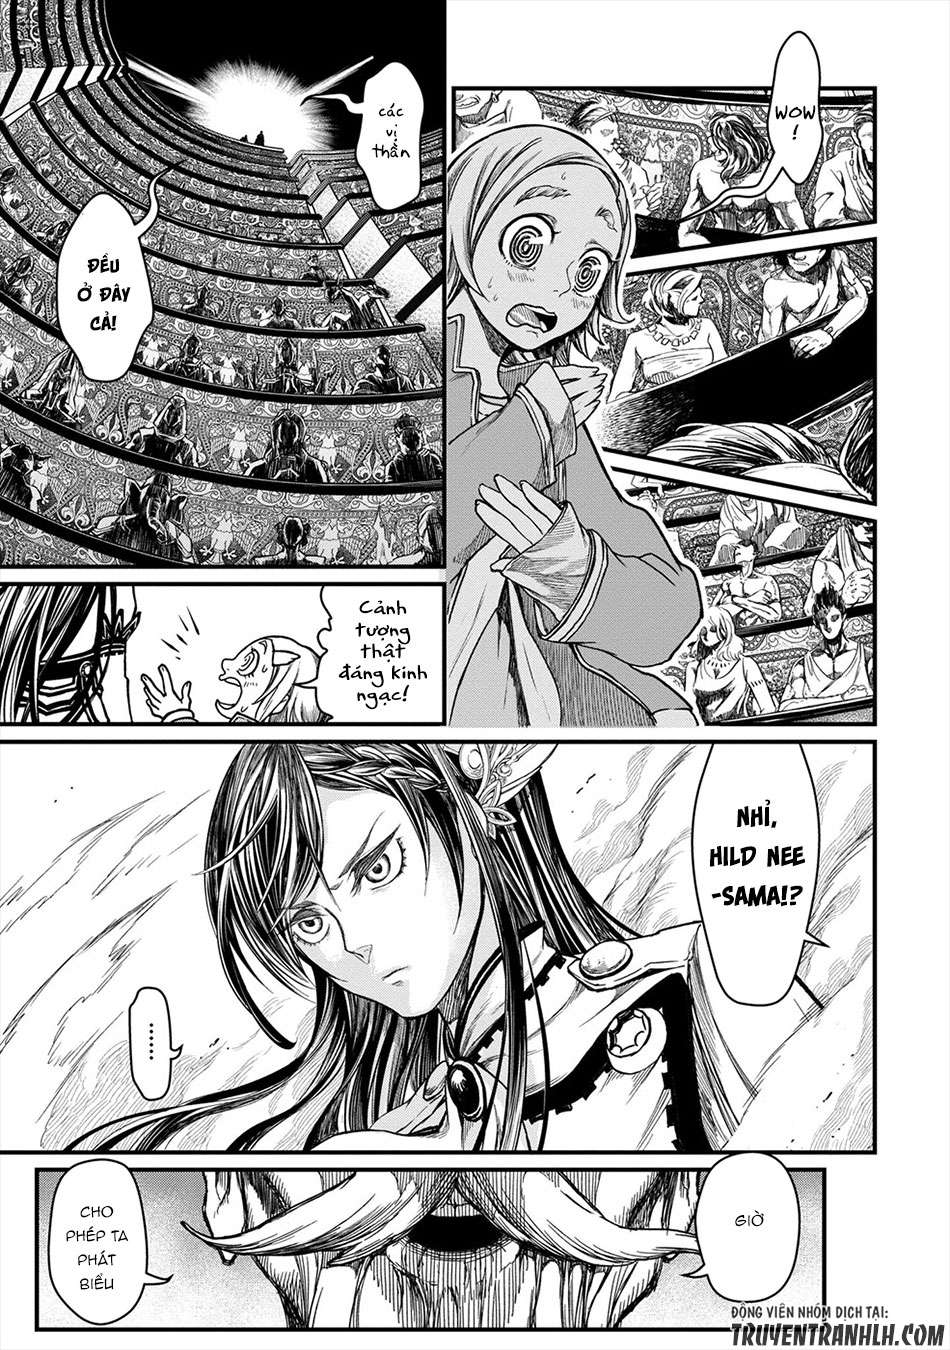 WOW
!
các
vị
thần
ĐỀU
Ở ĐÂY
CẢ!
Cảnh
tượng
thật
đáng kinh
ngạc!
NHỈ,
HILD NEE
-SAMA!?
......
GIỜ
CHO
PHÉP TA
PHÁT
BIỂU
ĐỘNG VIÊN NHÓM DỊCH TẠI:
TRUYENTRANHLH.COM